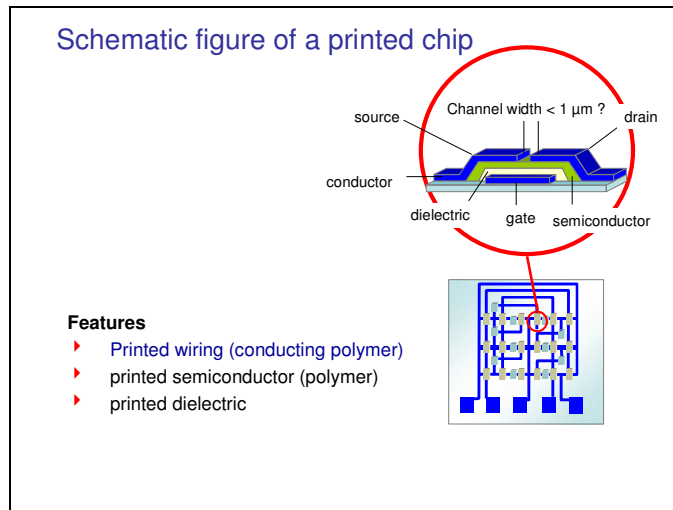 Schematic figure of a printed chip
Channel width < 1 µm ?
source
drain
conductor
dielectric
gate
semiconductor
Features
Printed wiring (conducting polymer)
printed semiconductor (polymer)
printed dielectric